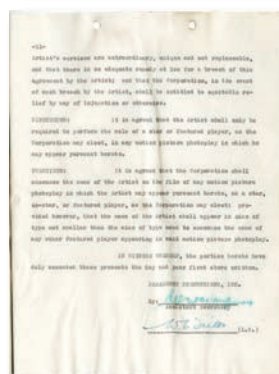 -11-
Artist's services are extraordinary, unique and not replaceable,
and that there is no adequate remedy at law for a breach of this
agreement by the Artist; and that the Corporation, in the event
of such breach by the Artist, shall be entitled to equitable re-
lief by way of injunction or otherwise.
It is agreed that the Artist shall only be
required to perform the role of a star or featured player, as the
Corporation may elect, in any motion picture photoplay in which he
may appear pursuant hereto.
It is agreed that the Corporation shall
announce the name of the Artist on the film of any motion picture
photoplay in which the Artist may appear pursuant hereto, as a star,
co-star, or featured player, as the Corporation may elect; pro-
vided however, that the name of the Artist shall appear in size of
type not smaller than the size of type used to announce the name of
any other featured player appearing in said motion picture photoplay.
IN WITNESS WHEREOF, the parties hereto have
duly executed these presents the day and year first above written.
PARAMOUNT PRODUCTIONS, INC.
By:
Assistant Secretary
(L.S.)